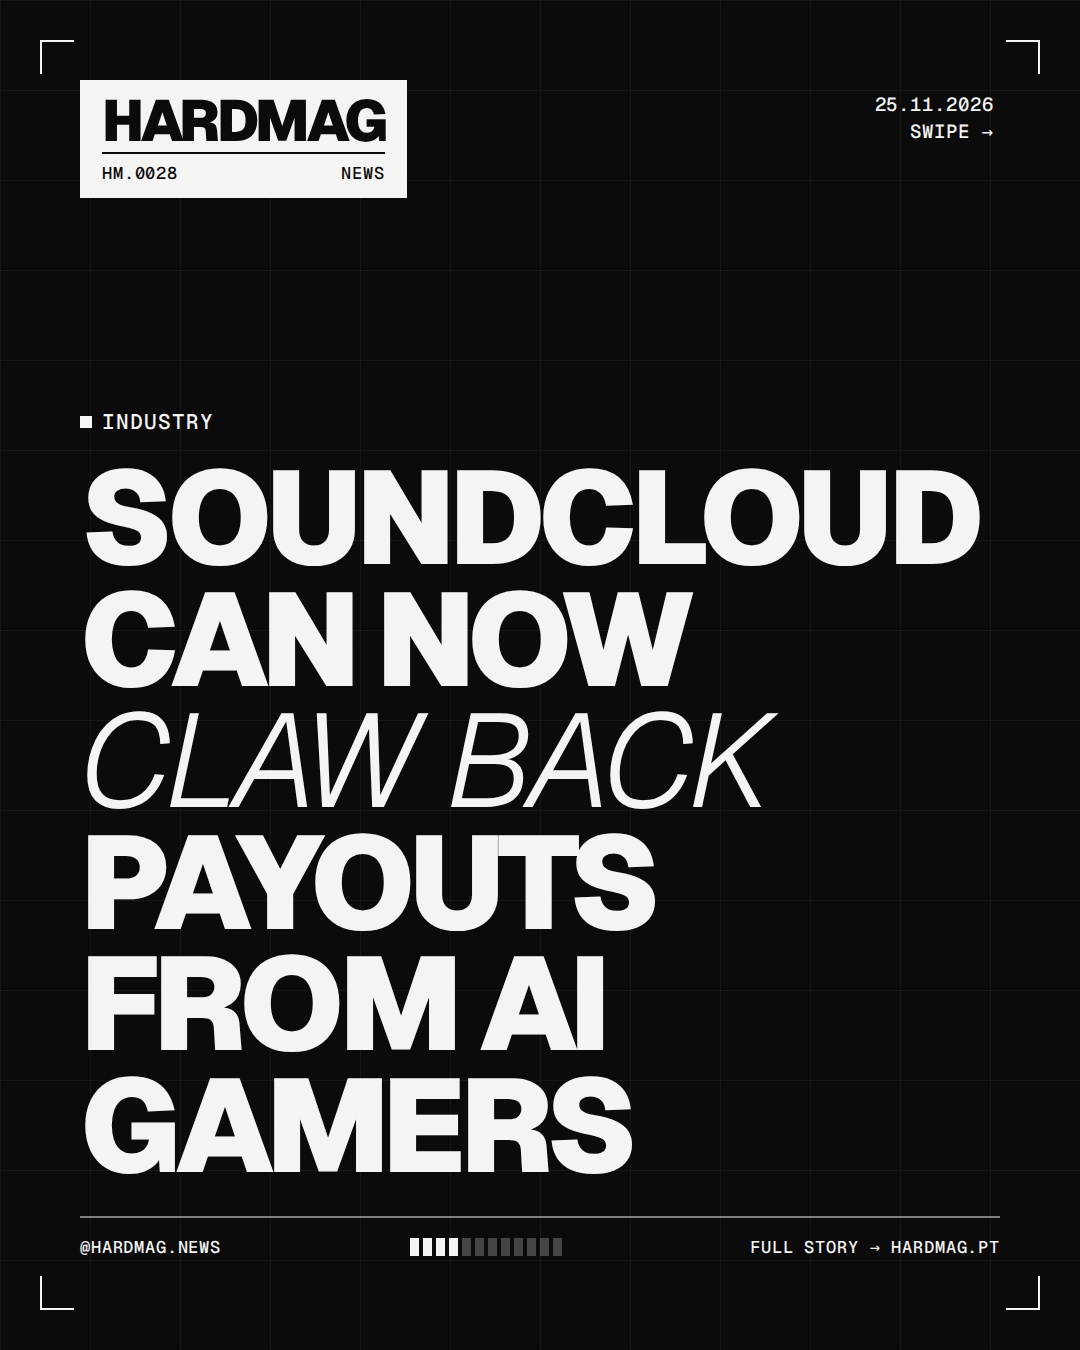 HARDMAG
HM.0028 NEWS
25.11.2026
SWIPE →
INDUSTRY
SOUNDCLOUD
CAN NOW
CLAW BACK
PAYOUTS
FROM AI
GAMERS
@HARDMAG.NEWS
FULL STORY → HARDMAG.PT